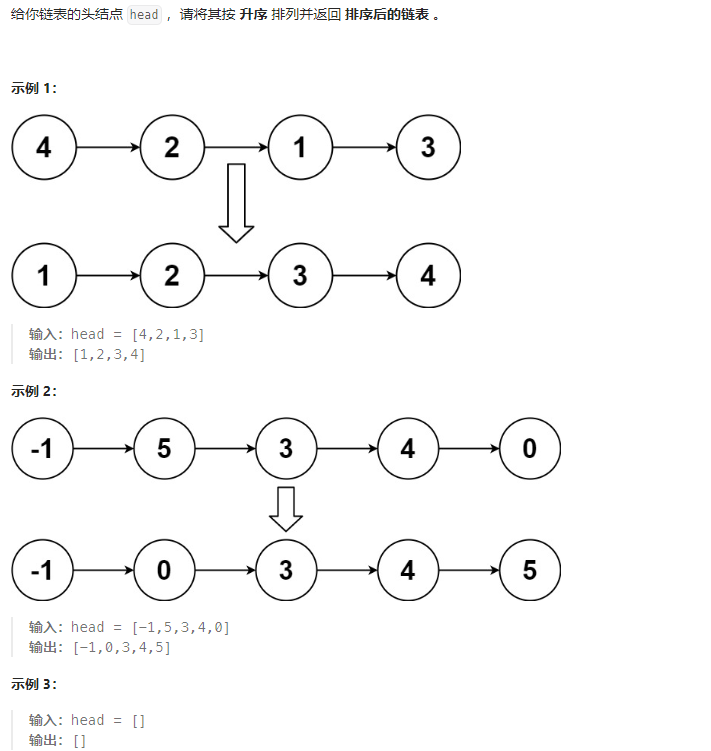 给你链表的头结点 head ，请将其按 升序 排列并返回 排序后的链表 。
示例 1：
4 2 1 3
1 2 3 4
输入：head = [4,2,1,3]
输出：[1,2,3,4]
示例 2：
-1 5 3 4 0
-1 0 3 4 5
输入：head = [-1,5,3,4,0]
输出：[-1,0,3,4,5]
示例 3：
输入：head = []
输出：[]